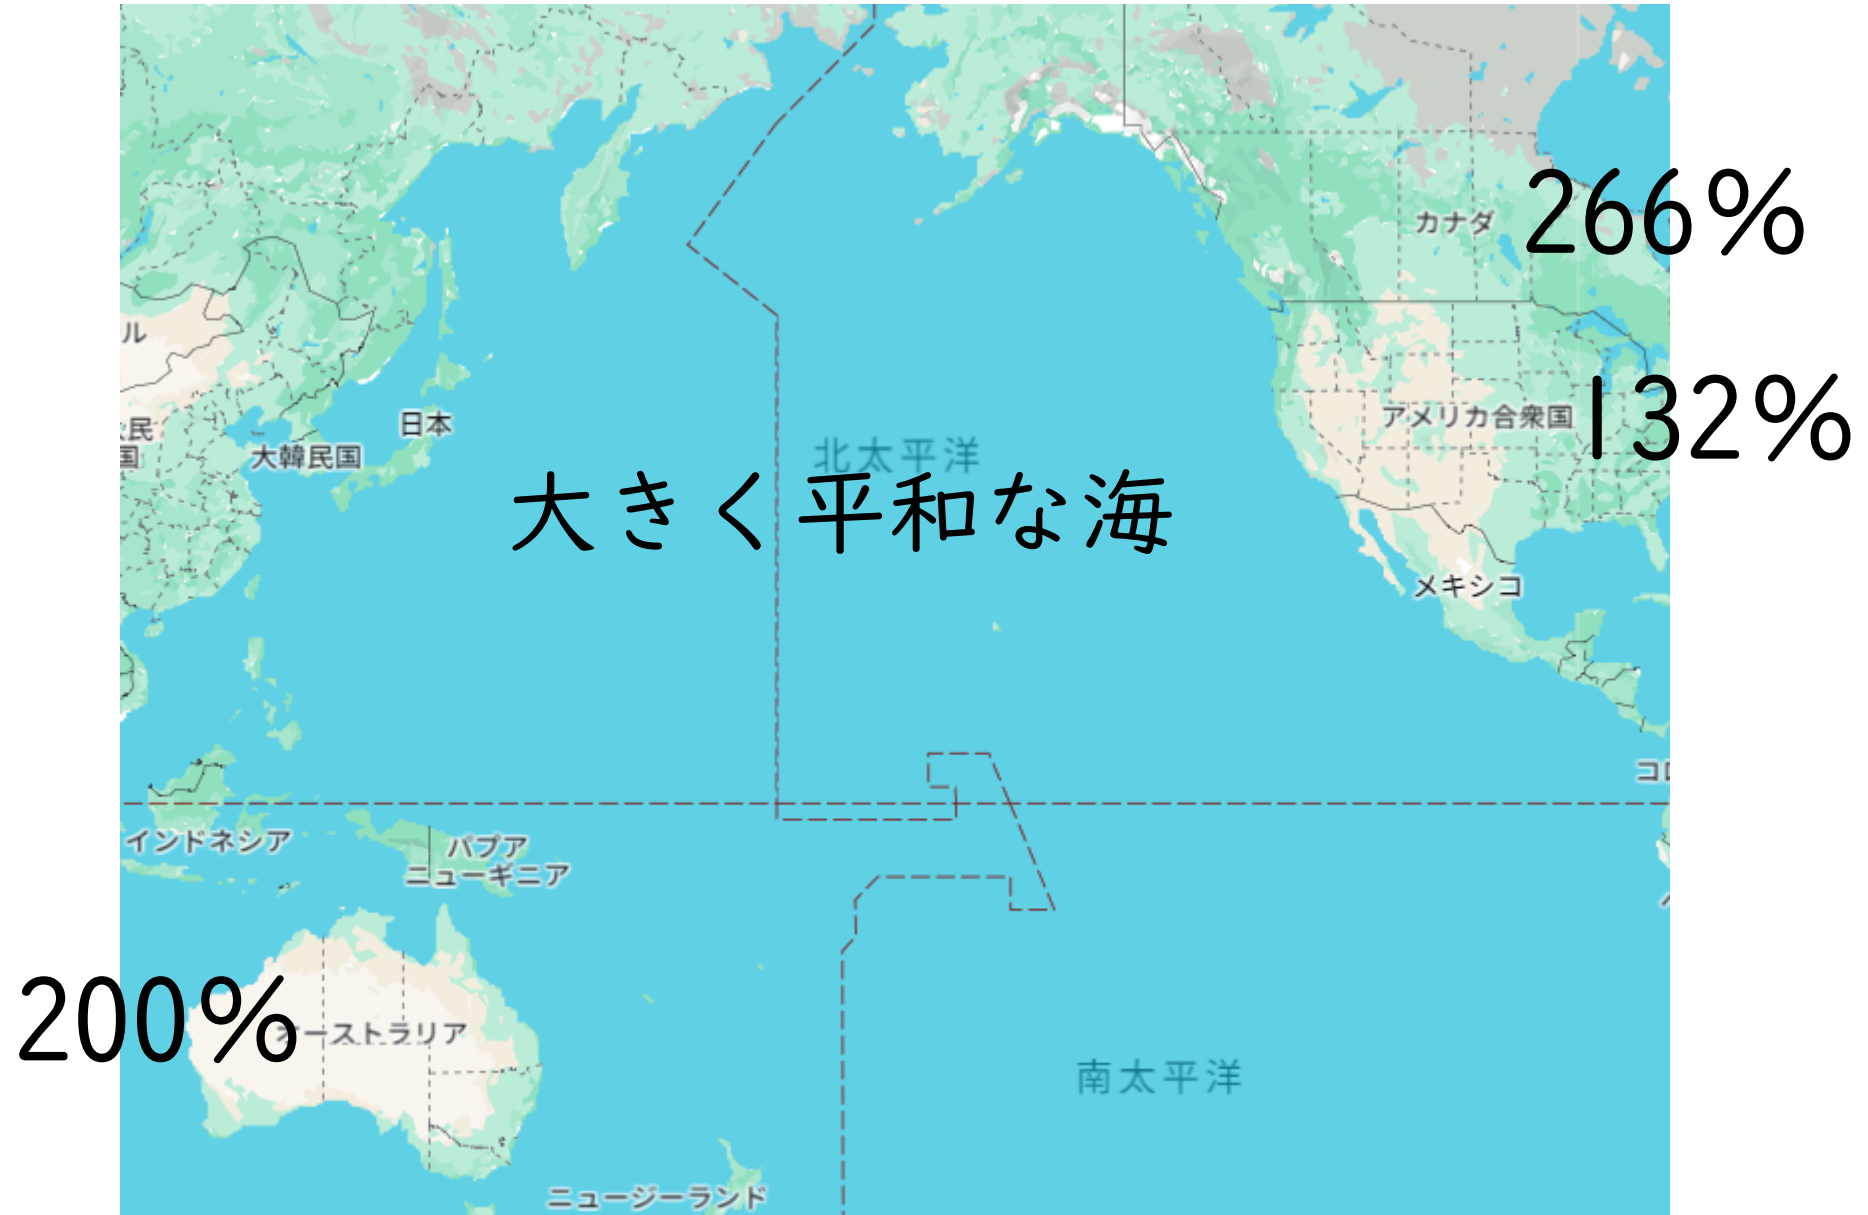 カナダ
266%
ル
日本
アメリカ合衆国
132%
民
国
大韓民国
北太平洋
大きく平和な海
メキシコ
コロ
インドネシア
パプア
ニューギニア
200%
オーストラリア
南太平洋
ニュージーランド